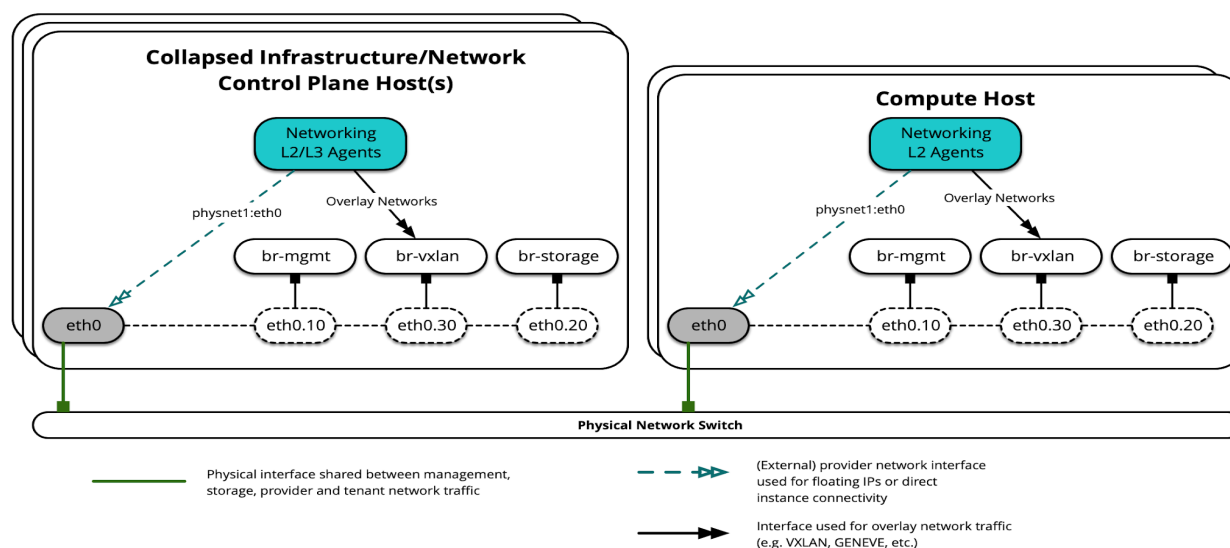 Collapsed Infrastructure/Network
Control Plane Host(s)
Networking
L2/L3 Agents
physnet1:eth0
Overlay Networks
br-mgmt
br-vxlan
br-storage
eth0
eth0.10
eth0.30
eth0.20
Compute Host
Networking
L2 Agents
physnet1:eth0
Overlay Networks
br-mgmt
br-vxlan
br-storage
eth0
eth0.10
eth0.30
eth0.20
Physical Network Switch
Physical interface shared between management,
storage, provider and tenant network traffic
(External) provider network interface
used for floating IPs or direct
instance connectivity
Interface used for overlay network traffic
(e.g. VXLAN, GENEVE, etc.)